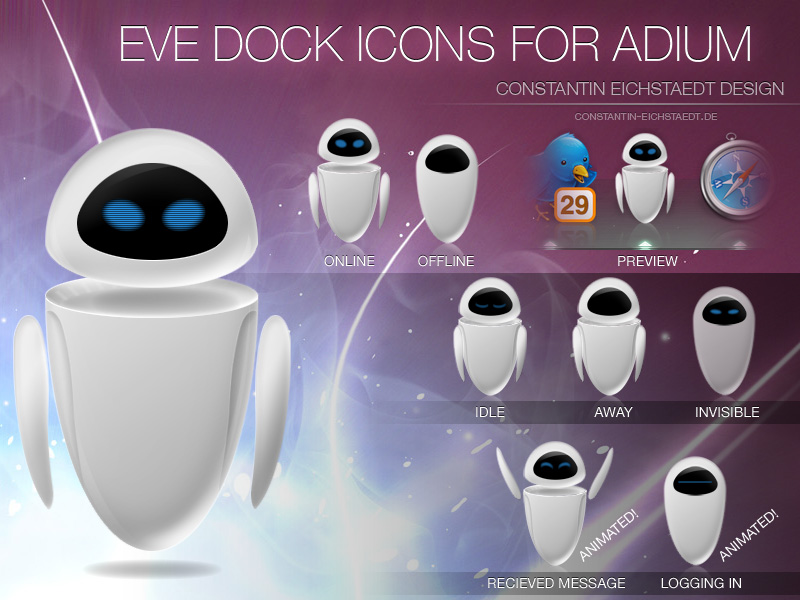 EVE DOCK ICONS FOR ADIUM
CONSTANTIN EICHSTAEDT DESIGN
CONSTANTIN-EICHSTAEDT.DE
29
ONLINE
OFFLINE
PREVIEW
IDLE
AWAY
INVISIBLE
ANIMATED!
ANIMATED!
RECIEVED MESSAGE
LOGGING IN